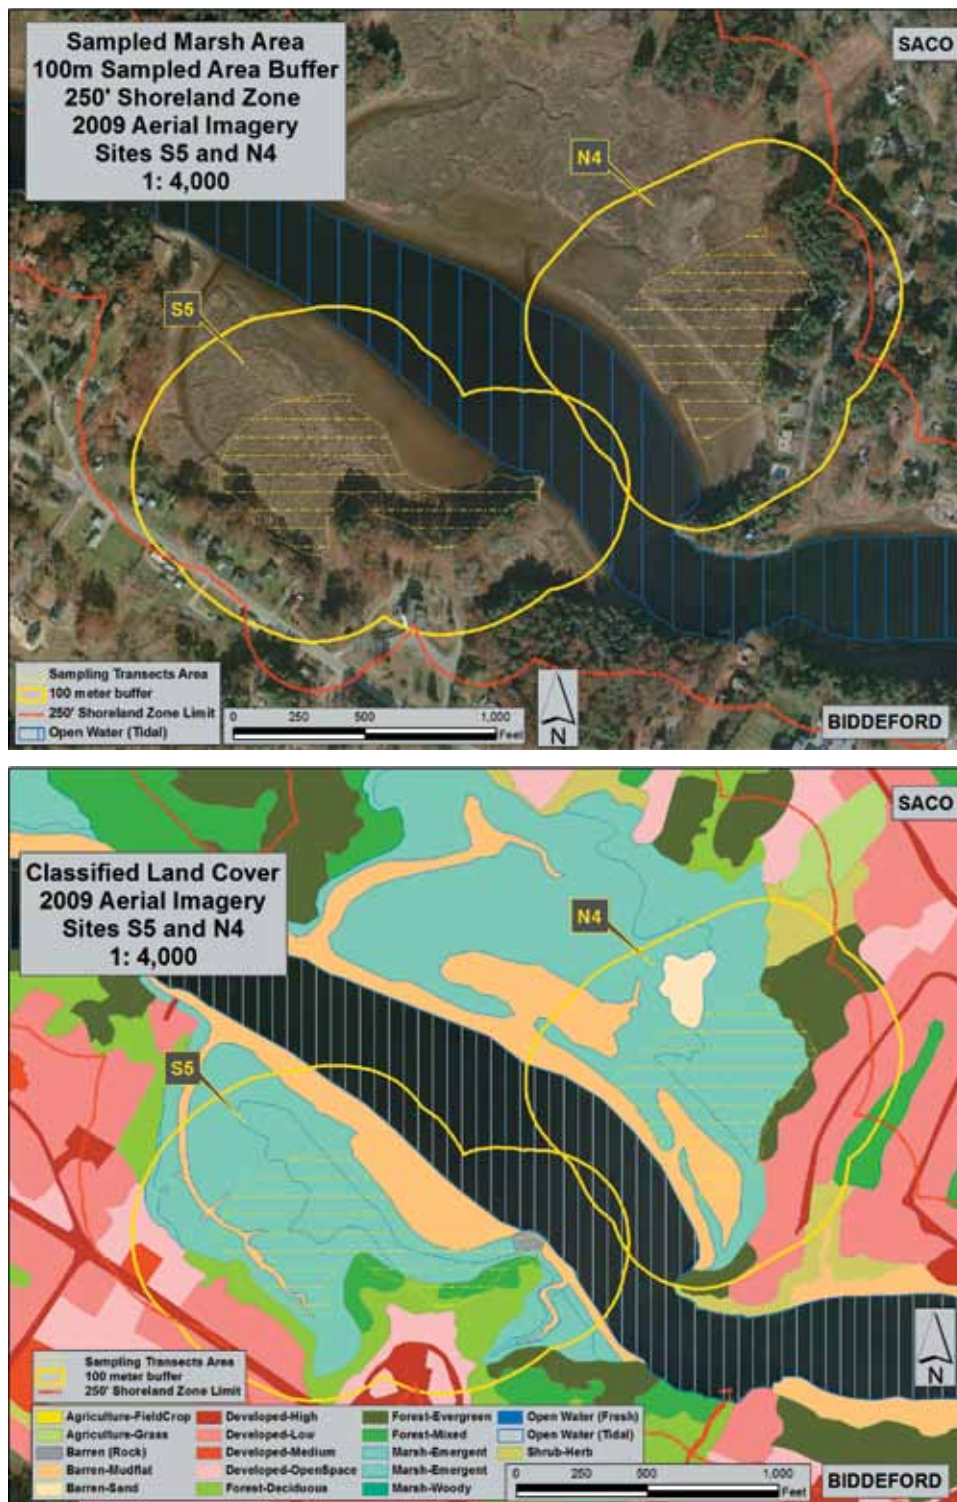 Sampled Marsh Area
100m Sampled Area Buffer
250' Shoreland Zone
2009 Aerial Imagery
Sites S5 and N4
1: 4,000
SACO
N4
S5
Sampling Transects Area
100 meter buffer
250' Shoreland Zone Limit
Open Water (Tidal)
0 250 500 1,000
Feet
N
BIDDEFORD
SACO
Classified Land Cover
2009 Aerial Imagery
Sites S5 and N4
1: 4,000
N4
S5
N
Sampling Transects Area
100 meter buffer
250' Shoreland Zone Limit
Agriculture-FieldCrop
Agriculture-Grass
Barren (Rock)
Barren-Mudflat
Barren-Sand
Developed-High
Developed-Low
Developed-Medium
Developed-OpenSpace
Forest-Deciduous
Forest-Evergreen
Forest-Mixed
Marsh-Emergent
Marsh-Emergent
Marsh-Woody
Open Water (Fresh)
Open Water (Tidal)
Shrub-Herb
0 250 500 1,000
Feet
BIDDEFORD